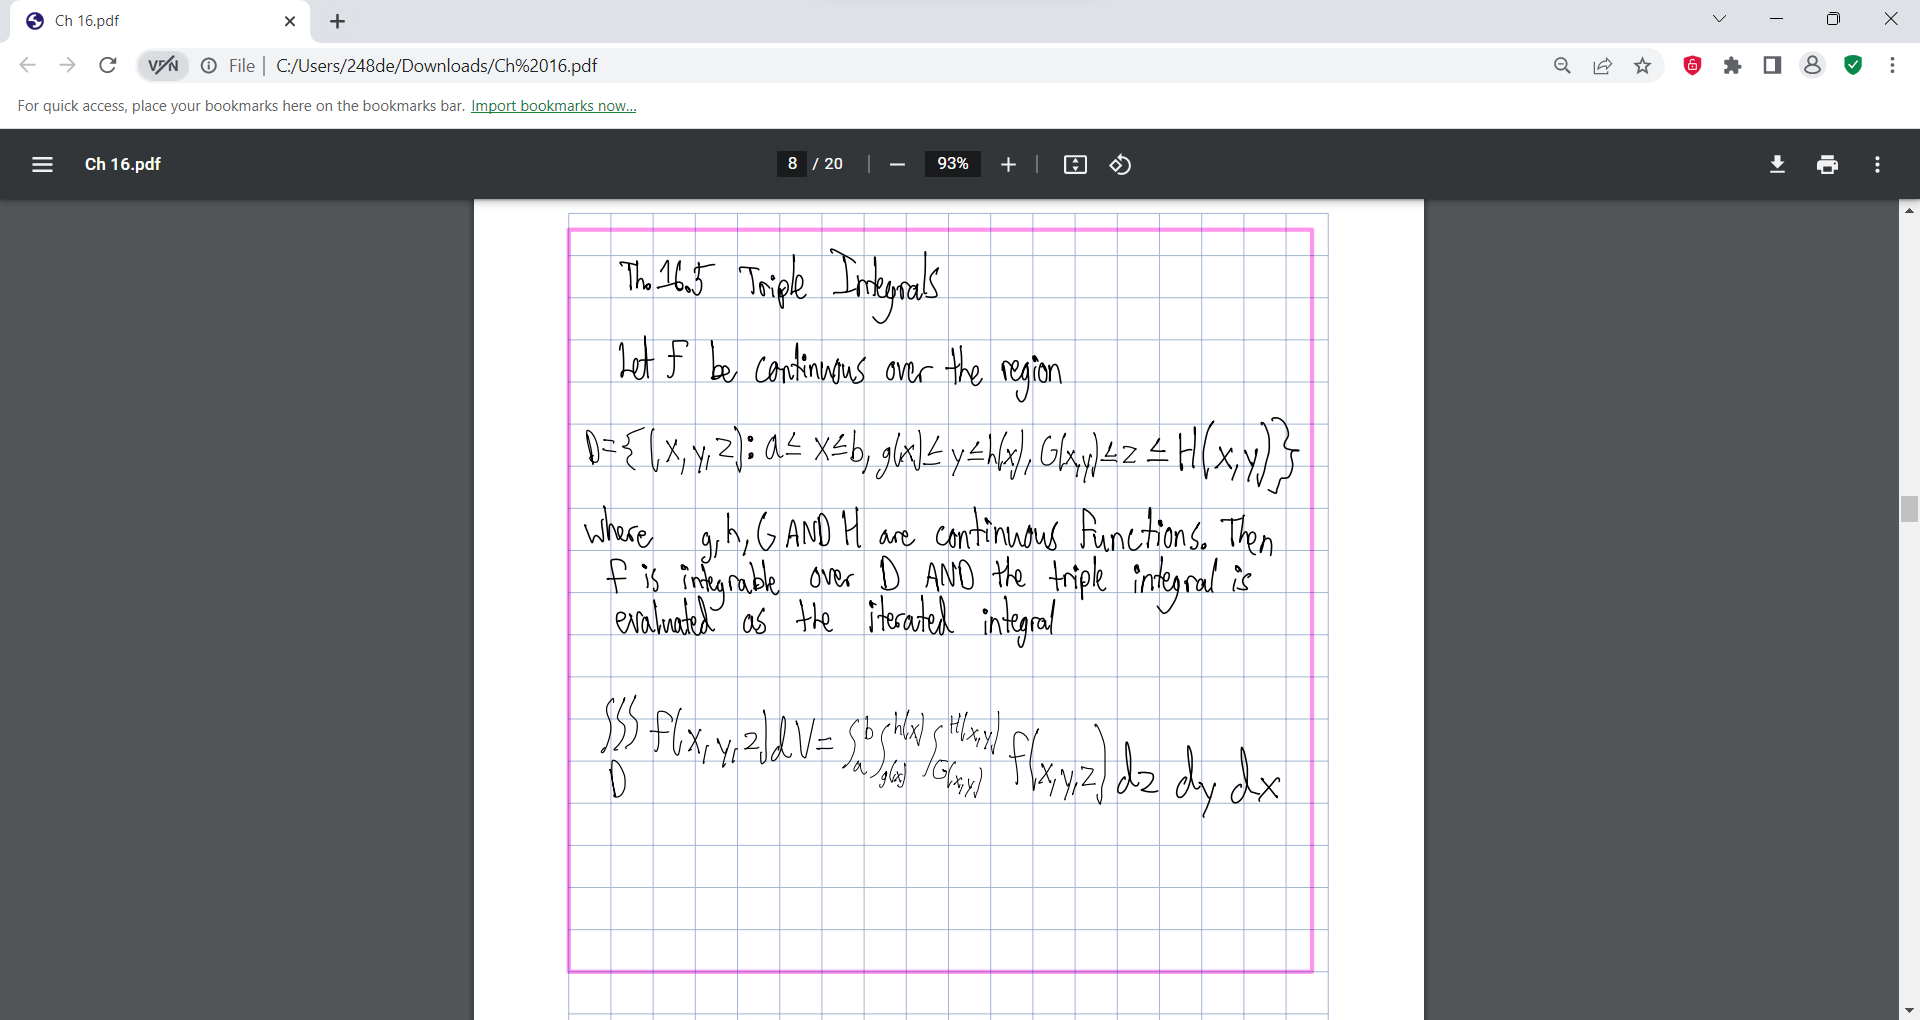 Ch 16.pdf
VPN File C:/Users/248de/Downloads/Ch%2016.pdf
For quick access, place your bookmarks here on the bookmarks bar. Import bookmarks now...
Ch 16.pdf 8 / 20 93%
Th. 16.5 Triple Integrals
Let f be continuous over the region
D={(x,y,z): a≤ x≤b, g(x)≤ y≤h(x), G(x,y)≤z ≤ H(x,y)}
where g,h,G AND H are continuous functions. Then
f is integrable over D AND the triple integral is
evaluated as the iterated integral
∫∫∫_D f(x,y,z)dV = ∫_a^b ∫_g(x)^h(x) ∫_G(x,y)^H(x,y) f(x,y,z) dz dy dx